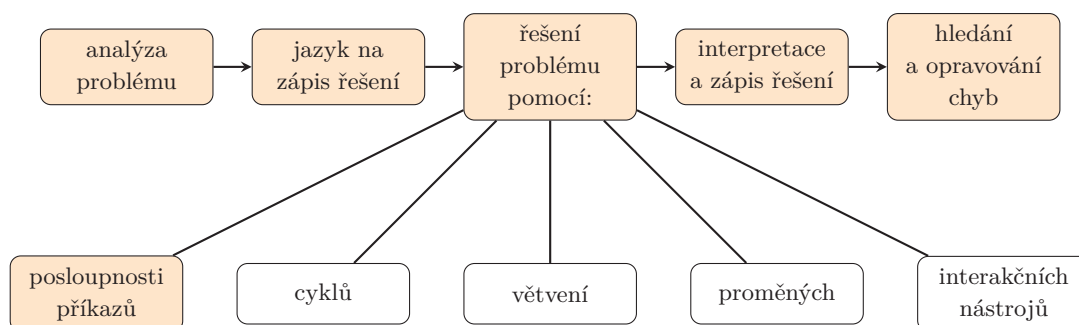 analýza
problému
jazyk na
zápis řešení
řešení
problému
pomocí:
interpretace
a zápis řešení
hledání
a opravování
chyb
posloupnosti
příkazů
cyklů
větvení
proměných
interakčních
nástrojů